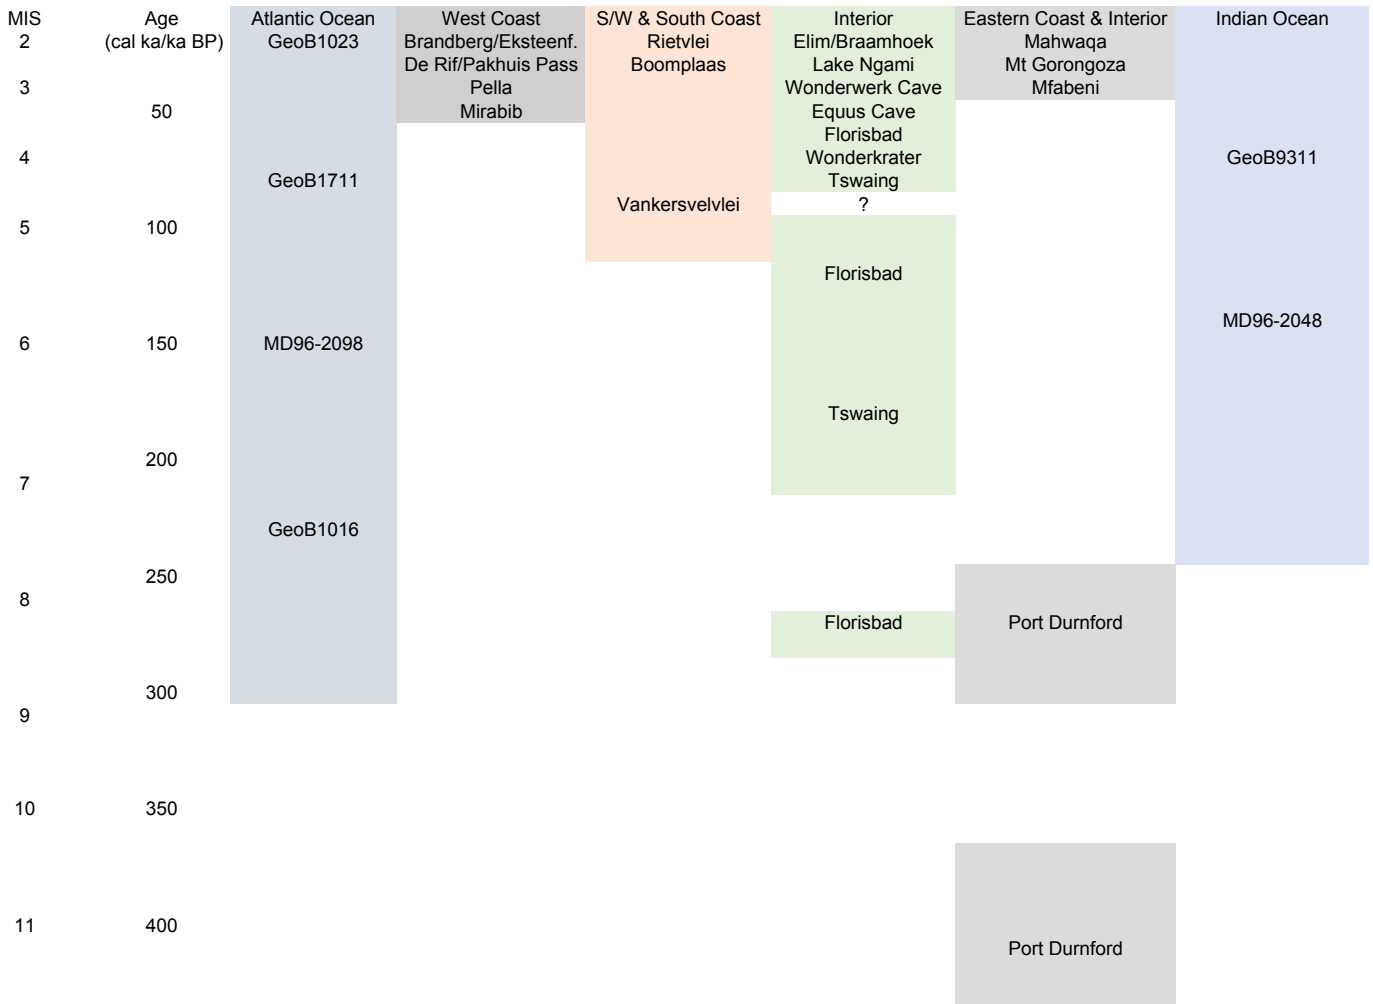 MIS Age Atlantic Ocean West Coast S/W & South Coast Interior Eastern Coast & Interior Indian Ocean
2 (cal ka/ka BP) GeoB1023 Brandberg/Eksteenf. Rietvlei Elim/Braamhoek Mahwaqa
De Rif/Pakhuis Pass Boomplaas Lake Ngami Mt Gorongoza
3 Pella Wonderwerk Cave Mfabeni
50 Mirabib Equus Cave
Florisbad
4 Wonderkrater GeoB9311
GeoB1711 Tswaing
Vankersvelvlei ?
5 100
Florisbad
MD96-2048
6 150 MD96-2098
Tswaing
200
7
GeoB1016
250
8
Florisbad Port Durnford
300
9
10 350
11 400
Port Durnford